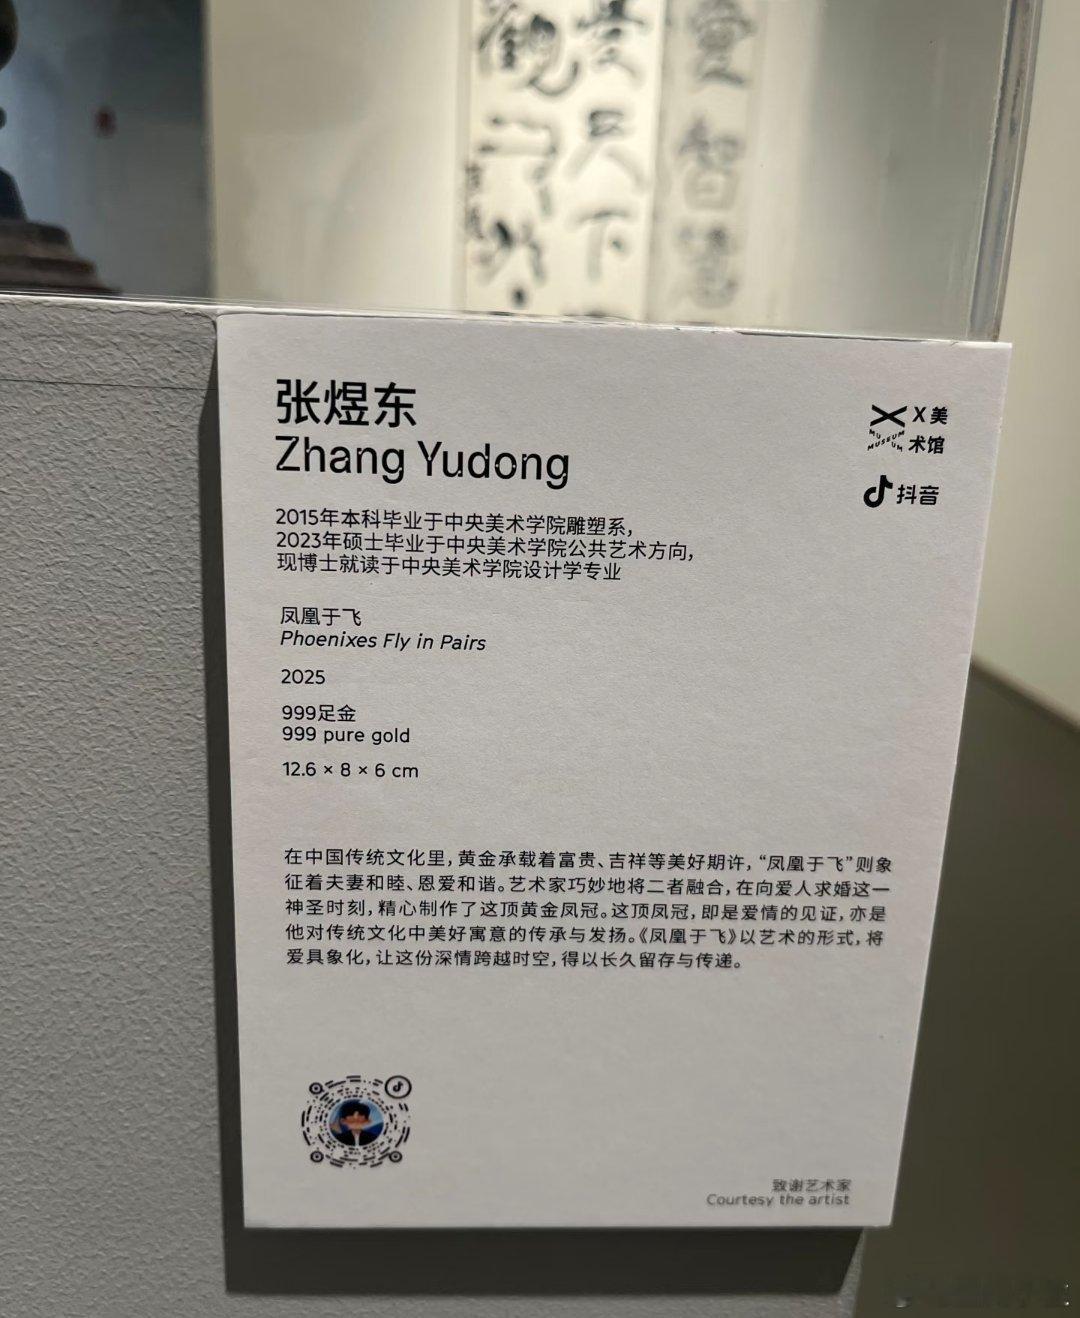 觀
天下
愛智慧
张煜东
Zhang Yudong
X美
术馆
MUSEUM
抖音
2015年本科毕业于中央美术学院雕塑系，
2023年硕士毕业于中央美术学院公共艺术方向，
现博士就读于中央美术学院设计学专业
凤凰于飞
Phoenixes Fly in Pairs
2025
999足金
999 pure gold
12.6 × 8 × 6 cm
在中国传统文化里，黄金承载着富贵、吉祥等美好期许，“凤凰于飞”则象
征着夫妻和睦、恩爱和谐。艺术家巧妙地将二者融合，在向爱人求婚这一
神圣时刻，精心制作了这顶黄金凤冠。这顶凤冠，即是爱情的见证，亦是
他对传统文化中美好寓意的传承与发扬。《凤凰于飞》以艺术的形式，将
爱具象化，让这份深情跨越时空，得以长久留存与传递。
致谢艺术家
Courtesy the artist